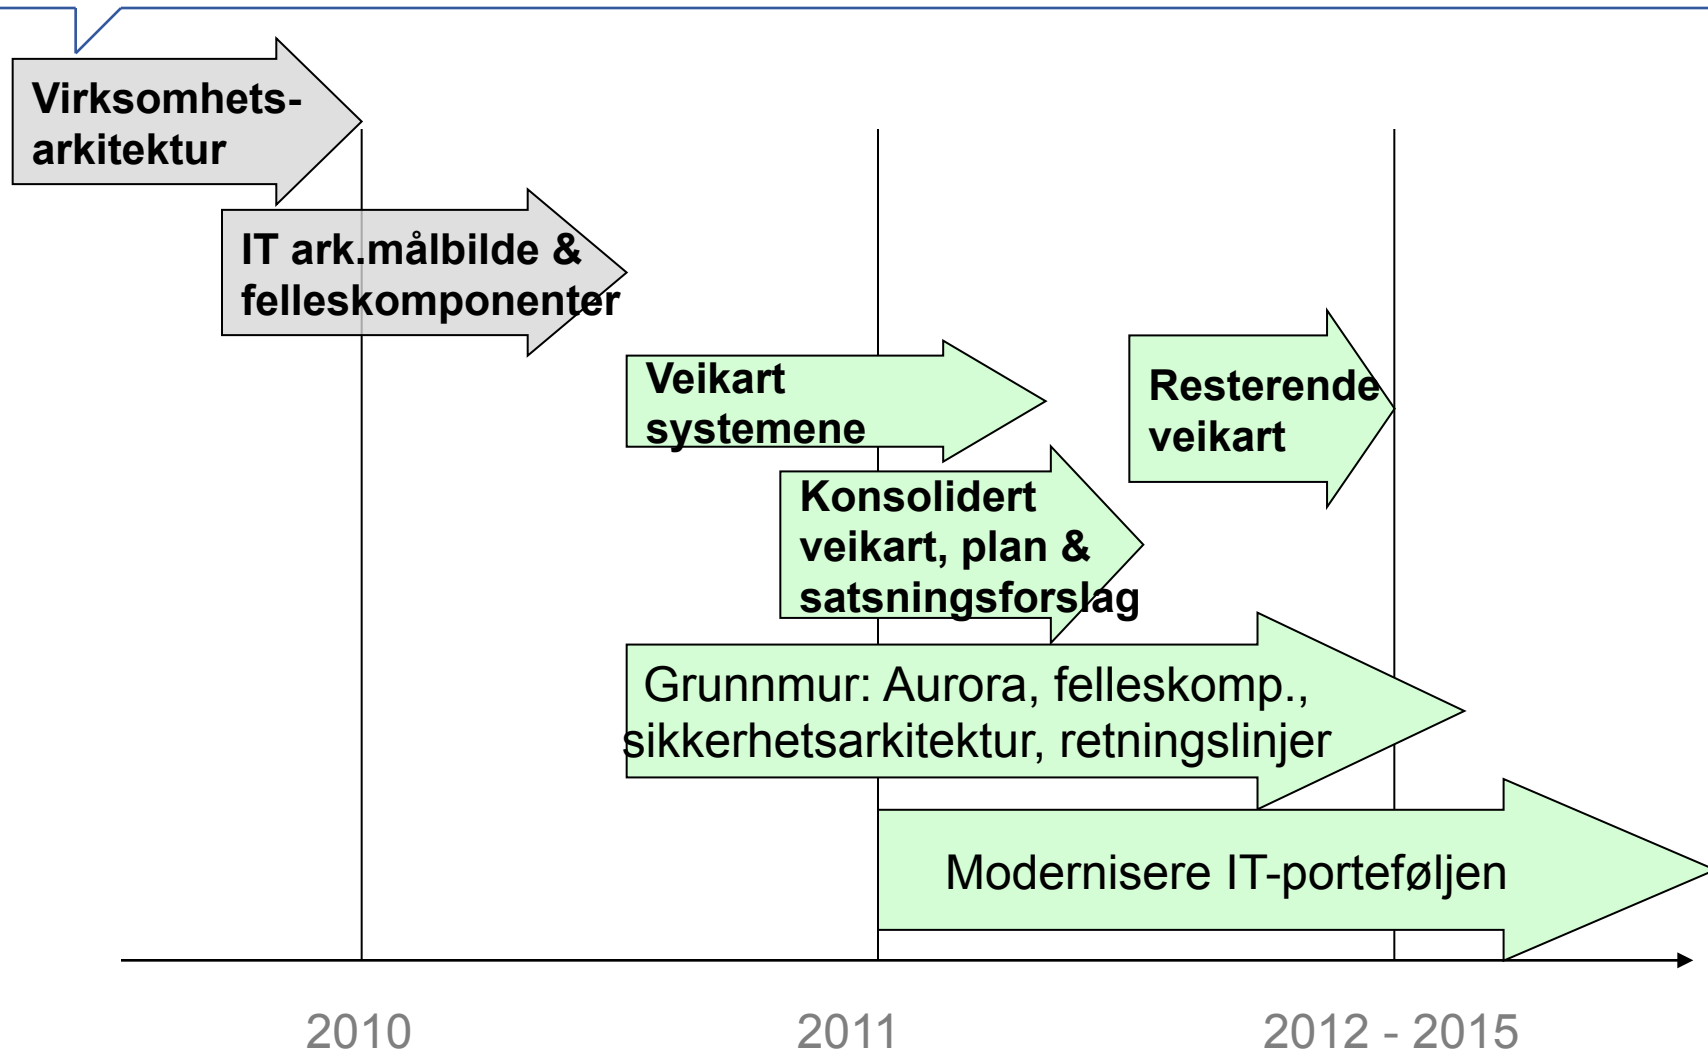 Virksomhets-
arkitektur
IT ark.målbilde &
felleskomponenter
Veikart
systemene
Resterende
veikart
Konsolidert
veikart, plan &
satsningsforslag
Grunnmur: Aurora, felleskomp.,
sikkerhetsarkitektur, retningslinjer
Modernisere IT-porteføljen
2010
2011
2012 - 2015